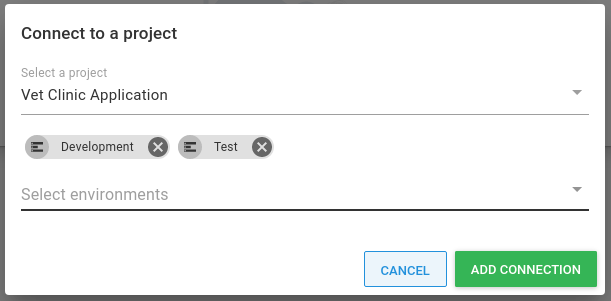 Connect to a project
Select a project
Vet Clinic Application
Development Test
Select environments
CANCEL ADD CONNECTION